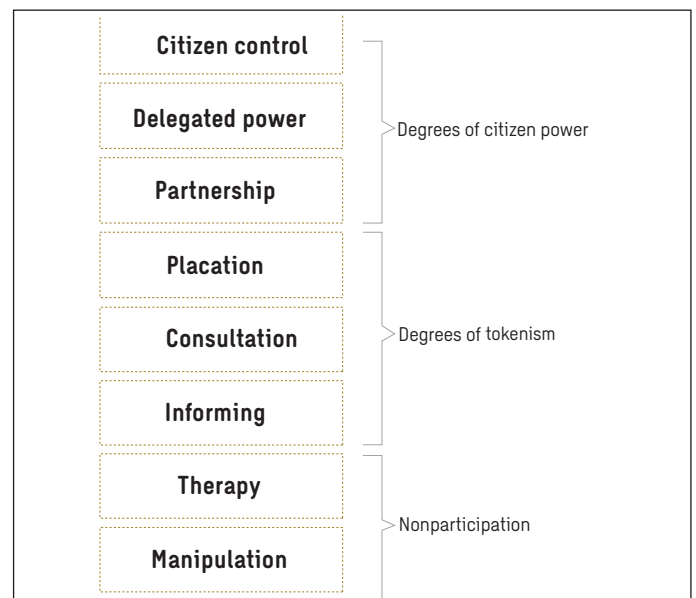 Citizen control
Delegated power
Degrees of citizen power
Partnership
Placation
Consultation
Degrees of tokenism
Informing
Therapy
Nonparticipation
Manipulation